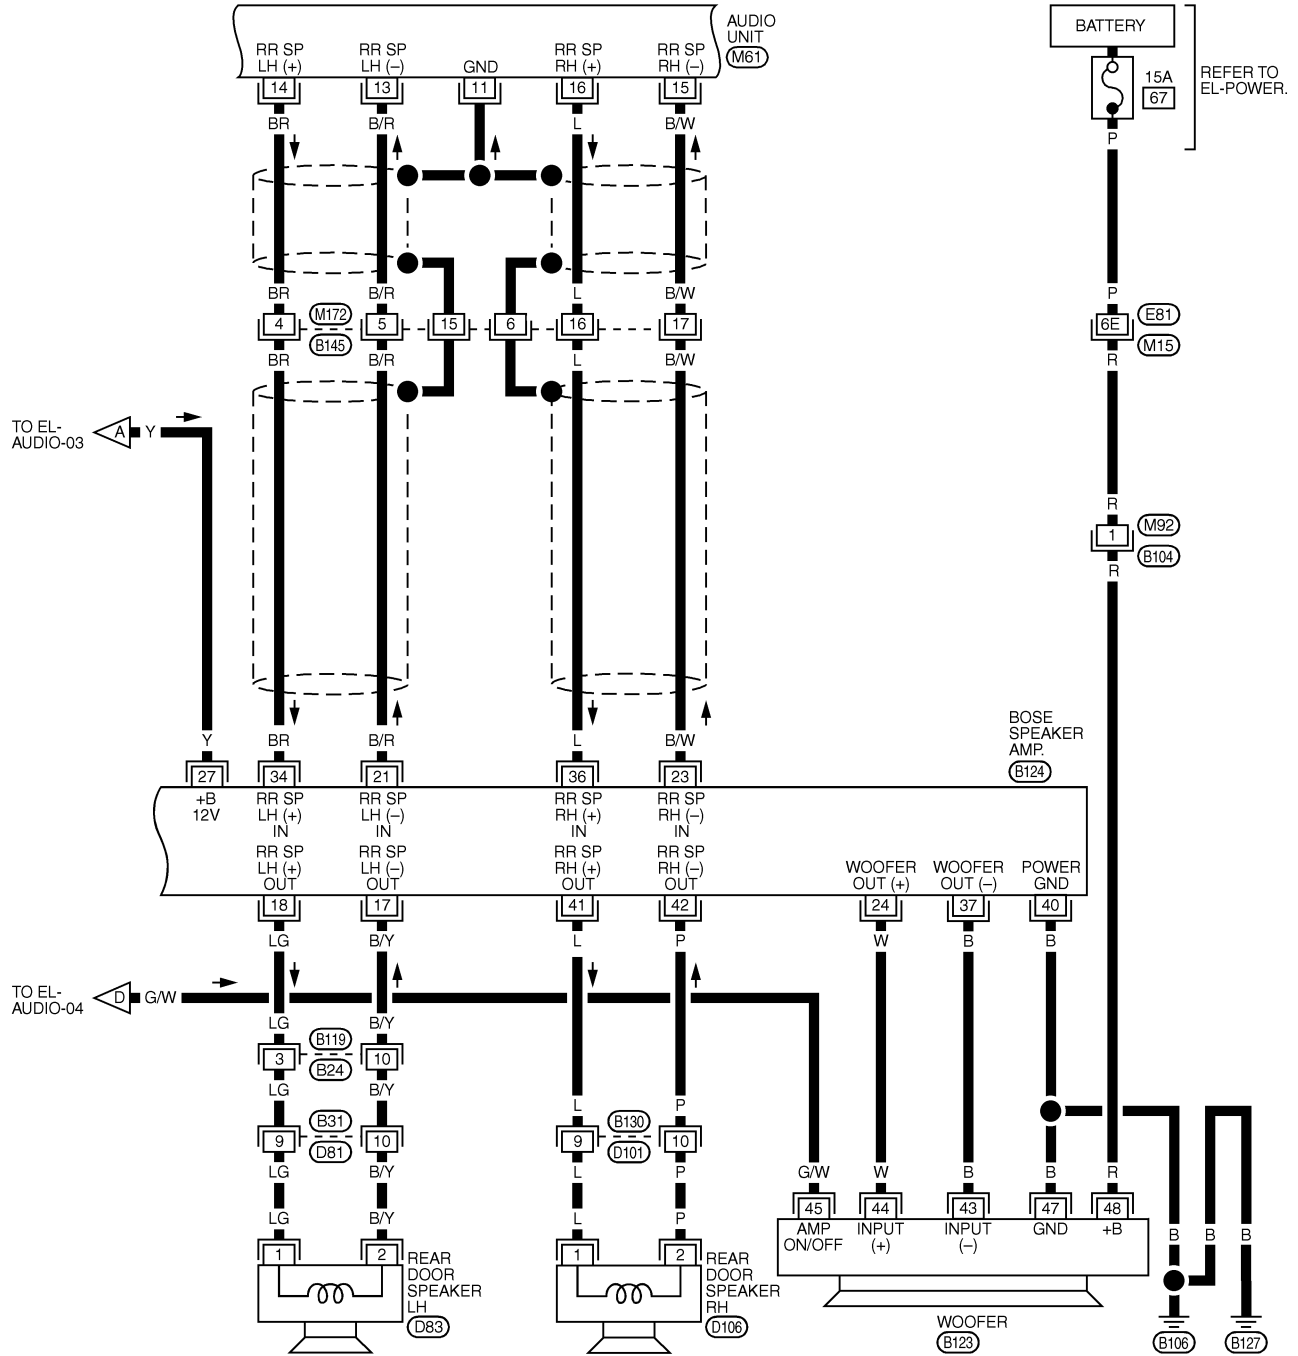 AUDIO
UNIT
M61
RR SP
LH (+)
RR SP
LH (–)
GND
RR SP
RH (+)
RR SP
RH (–)
14
13
11
16
15
BR
B/R
L
B/W
BATTERY
15A
67
REFER TO
EL-POWER.
P
BR
B/R
L
B/W
P
4
M172
B145
5
15
6
16
17
6E
E81
M15
BR
B/R
L
B/W
R
TO EL-
AUDIO-03
A
Y
R
1
M92
B104
R
Y
BR
B/R
L
B/W
BOSE
SPEAKER
AMP.
B124
27
34
21
36
23
+B
12V
RR SP
LH (+)
IN
RR SP
LH (–)
IN
RR SP
RH (+)
IN
RR SP
RH (–)
IN
RR SP
LH (+)
OUT
RR SP
LH (–)
OUT
RR SP
RH (+)
OUT
RR SP
RH (–)
OUT
WOOFER
OUT (+)
WOOFER
OUT (–)
POWER
GND
18
17
41
42
24
37
40
LG
B/Y
L
P
W
B
B
TO EL-
AUDIO-04
D
G/W
LG
B/Y
3
B119
B24
10
LG
B/Y
L
P
9
B31
D81
10
9
B130
D101
10
LG
B/Y
L
P
G/W
W
B
B
R
LG
B/Y
L
P
45
44
43
47
48
AMP
ON/OFF
INPUT
(+)
INPUT
(–)
GND
+B
B
B
B
1
2
REAR
DOOR
SPEAKER
LH
D83
1
2
REAR
DOOR
SPEAKER
RH
D106
WOOFER
B123
B106
B127